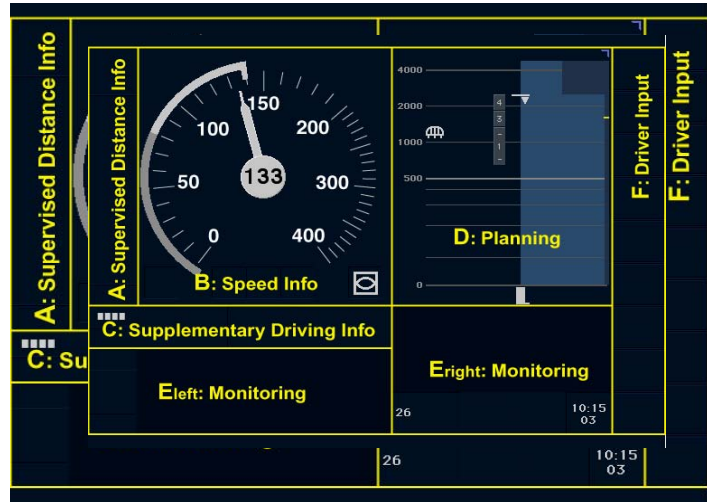 A: Supervised Distance Info
A: Supervised Distance Info
0
50
100
150
200
300
400
133
B: Speed Info
4000
2000
1000
500
0
4
3
–
1
–
D: Planning
F: Driver Input
F: Driver Input
C: Supplementary Driving Info
C: Su
Eleft: Monitoring
Eright: Monitoring
26
10:15
03
26
10:15
03